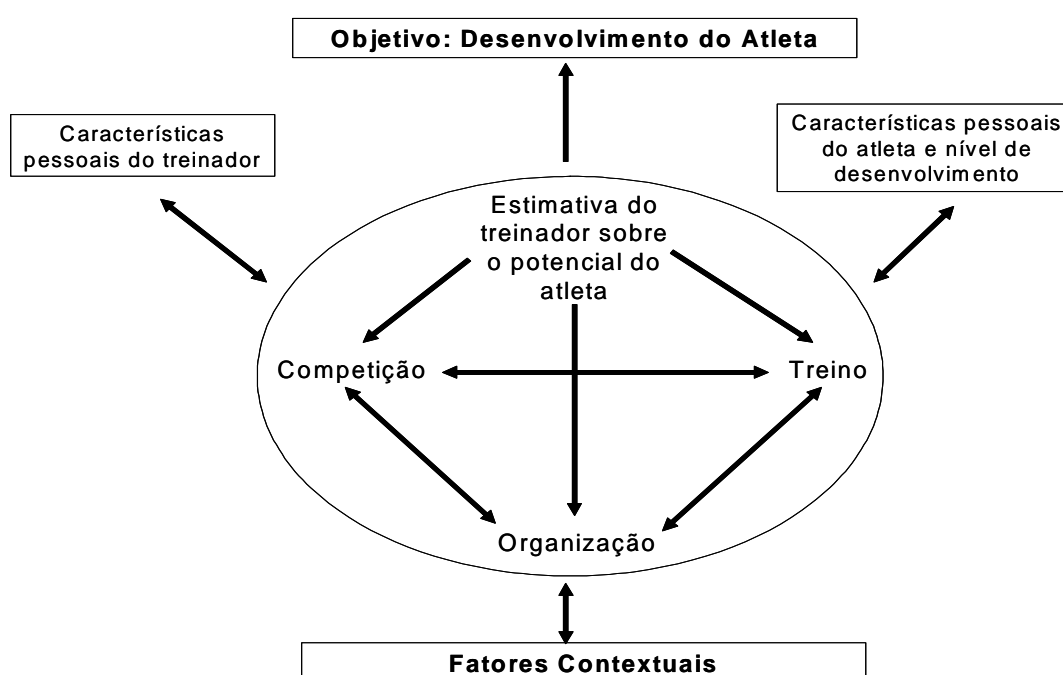 Objetivo: Desenvolvimento do Atleta
Características
pessoais do treinador
Características pessoais
do atleta e nível de
desenvolvimento
Estimativa do
treinador sobre
o potencial do
atleta
Competição
Treino
Organização
Fatores Contextuais